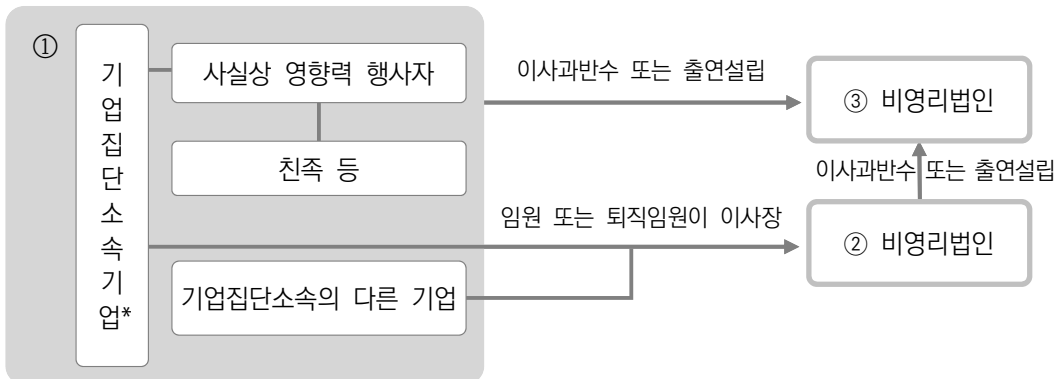 ①
기업집단소속기업*
사실상 영향력 행사자
친족 등
기업집단소속의 다른 기업
이사과반수 또는 출연설립
③ 비영리법인
이사과반수 또는 출연설립
임원 또는 퇴직임원이 이사장
② 비영리법인